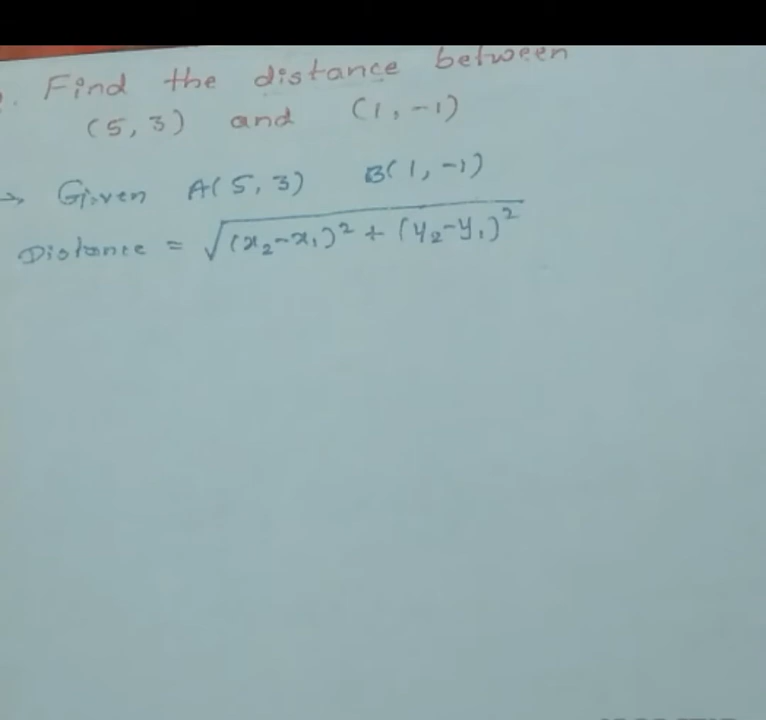 . Find the distance between
(5, 3) and (1, -1)
→ Given A(5, 3) B(1, -1)
Distance = √(x₂-x₁)² + (y₂-y₁)²